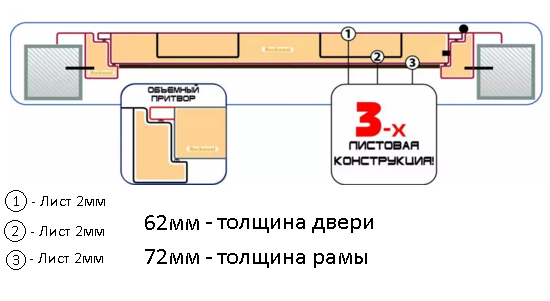 1
2
3
ОБЪЕМНЫЙ
ПРИТВОР
3-х
ЛИСТОВАЯ
КОНСТРУКЦИЯ!
1 - Лист 2мм
2 - Лист 2мм
3 - Лист 2мм
62мм - толщина двери
72мм - толщина рамы